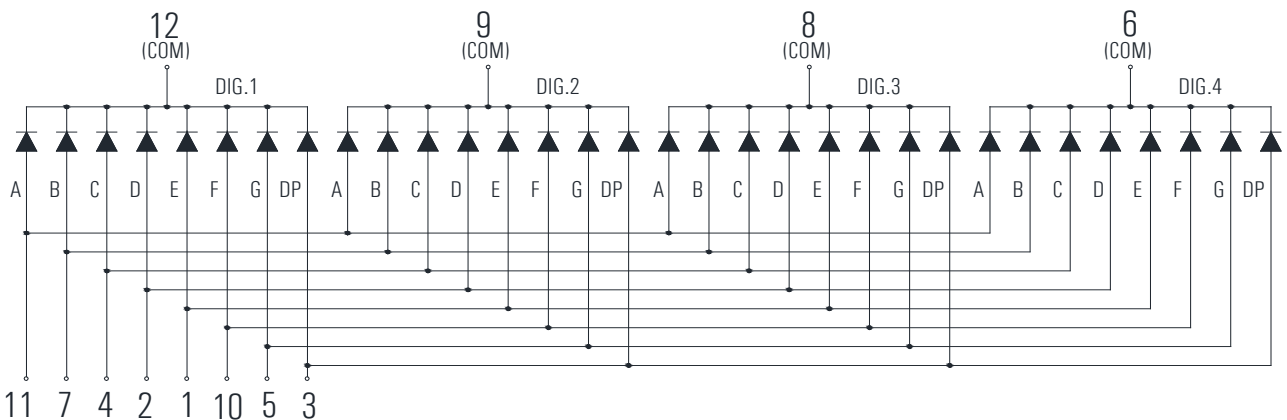 12 9 8 6
(COM) (COM) (COM) (COM)
DIG.1 DIG.2 DIG.3 DIG.4
A B C D E F G DP A B C D E F G DP A B C D E F G DP A B C D E F G DP
11 7 4 2 1 10 5 3